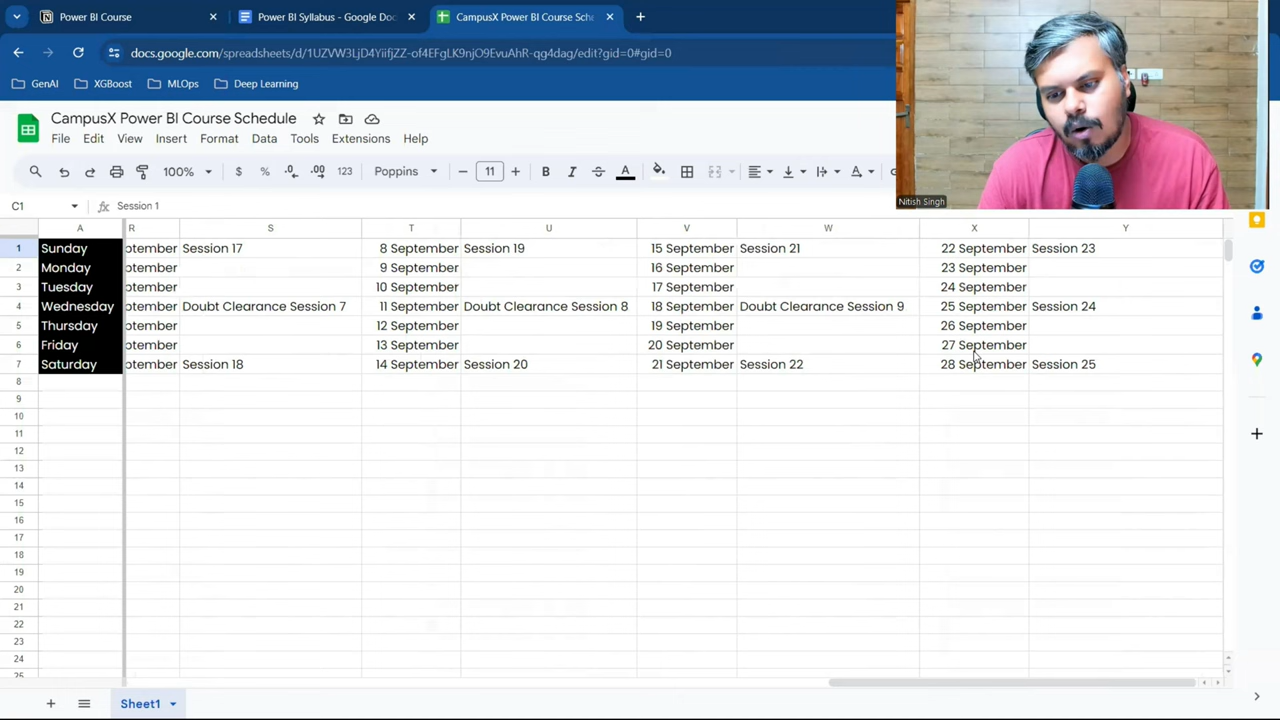 Power BI Course
Power BI Syllabus - Google Doc
CampusX Power BI Course Sche
docs.google.com/spreadsheets/d/1UZVW3LjD4YiifjZZ-of4EFgLK9njO9EvuAhR-qg4dag/edit?gid=0#gid=0
GenAI XGBoost MLOps Deep Learning
CampusX Power BI Course Schedule
File Edit View Insert Format Data Tools Extensions Help
100% $ % .0 .00 123 Poppins 11 B I S A
Nitish Singh
C1 fx Session 1
A R S T U V W X Y
1 Sunday ptember Session 17 8 September Session 19 15 September Session 21 22 September Session 23
2 Monday ptember 9 September 16 September 23 September
3 Tuesday ptember 10 September 17 September 24 September
4 Wednesday ptember Doubt Clearance Session 7 11 September Doubt Clearance Session 8 18 September Doubt Clearance Session 9 25 September Session 24
5 Thursday ptember 12 September 19 September 26 September
6 Friday ptember 13 September 20 September 27 September
7 Saturday ptember Session 18 14 September Session 20 21 September Session 22 28 September Session 25
8
9
10
11
12
13
14
15
16
17
18
19
20
21
22
23
24
25
Sheet1